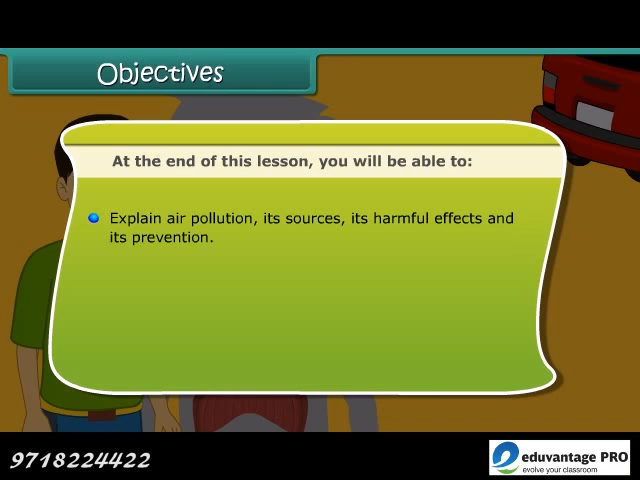 Objectives
At the end of this lesson, you will be able to:
Explain air pollution, its sources, its harmful effects and
its prevention.
9718224422
eduvantage PRO
evolve your classroom